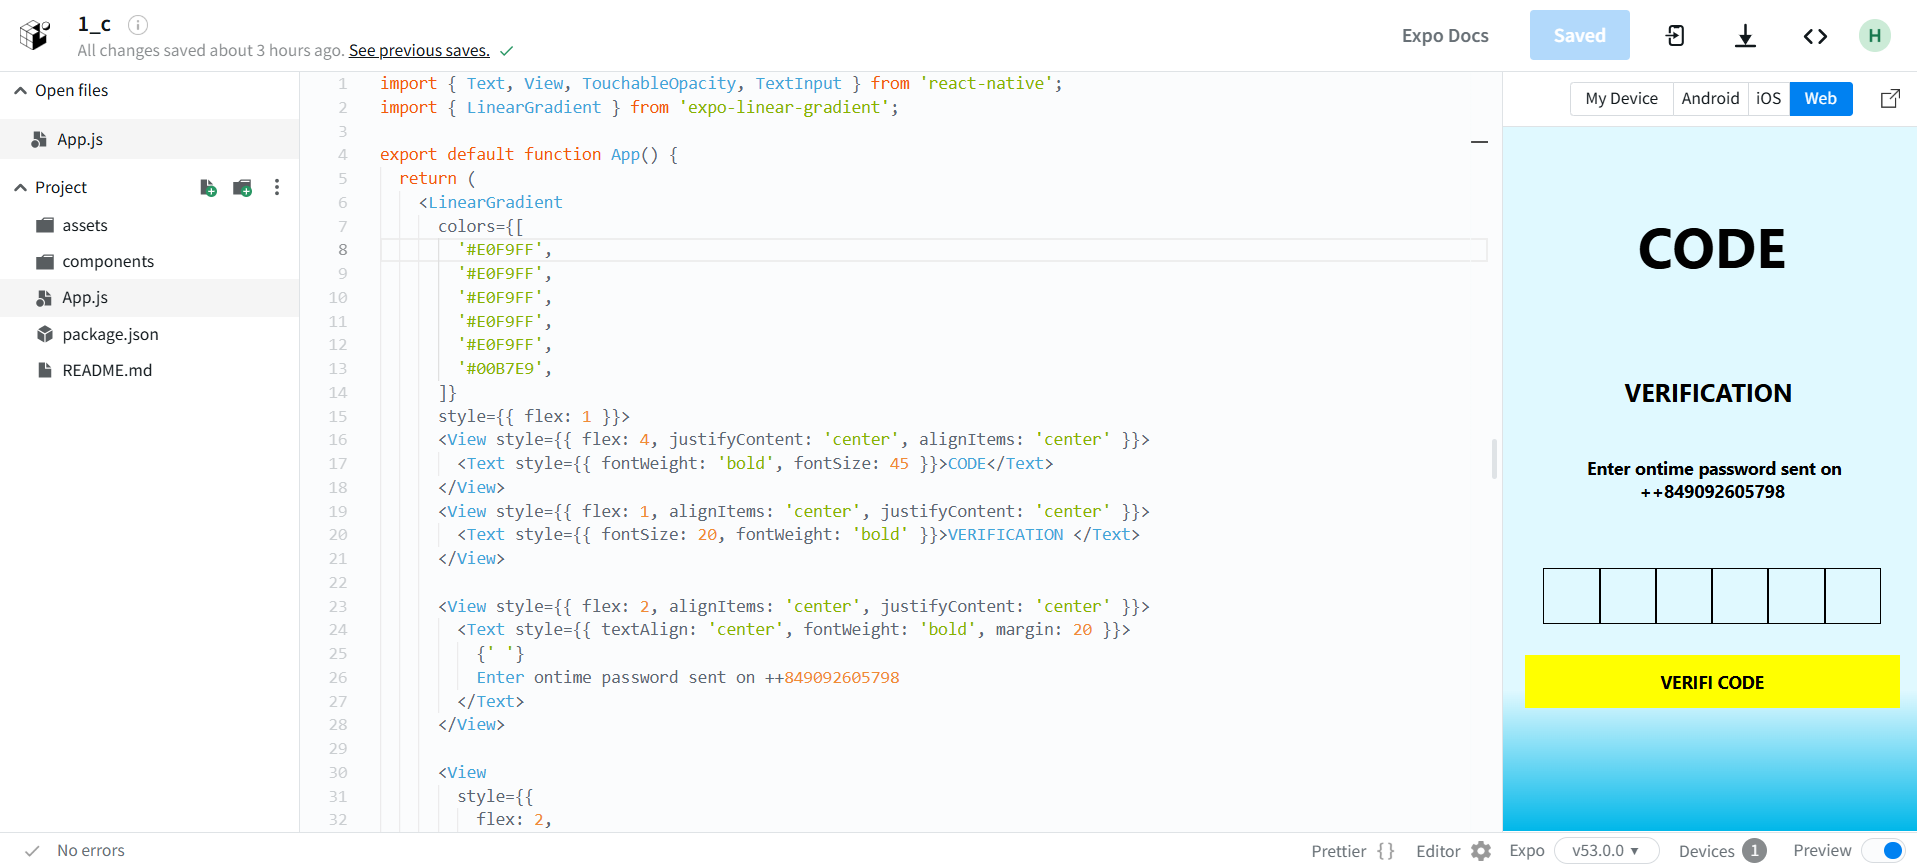 1_c
All changes saved about 3 hours ago. See previous saves.
Expo Docs
Saved
H
Open files
App.js
Project
assets
components
App.js
package.json
README.md
1 import { Text, View, TouchableOpacity, TextInput } from 'react-native';
2 import { LinearGradient } from 'expo-linear-gradient';
3
4 export default function App() {
5 return (
6 <LinearGradient
7 colors={[
8 '#E0F9FF',
9 '#E0F9FF',
10 '#E0F9FF',
11 '#E0F9FF',
12 '#E0F9FF',
13 '#00B7E9',
14 ]}
15 style={{ flex: 1 }}>
16 <View style={{ flex: 4, justifyContent: 'center', alignItems: 'center' }}>
17 <Text style={{ fontWeight: 'bold', fontSize: 45 }}>CODE</Text>
18 </View>
19 <View style={{ flex: 1, alignItems: 'center', justifyContent: 'center' }}>
20 <Text style={{ fontSize: 20, fontWeight: 'bold' }}>VERIFICATION </Text>
21 </View>
22
23 <View style={{ flex: 2, alignItems: 'center', justifyContent: 'center' }}>
24 <Text style={{ textAlign: 'center', fontWeight: 'bold', margin: 20 }}>
25 {' '}
26 Enter ontime password sent on ++849092605798
27 </Text>
28 </View>
29
30 <View
31 style={{
32 flex: 2,
My Device
Android
iOS
Web
CODE
VERIFICATION
Enter ontime password sent on
++849092605798
VERIFI CODE
No errors
Prettier {}
Editor
Expo
v53.0.0
Devices 1
Preview